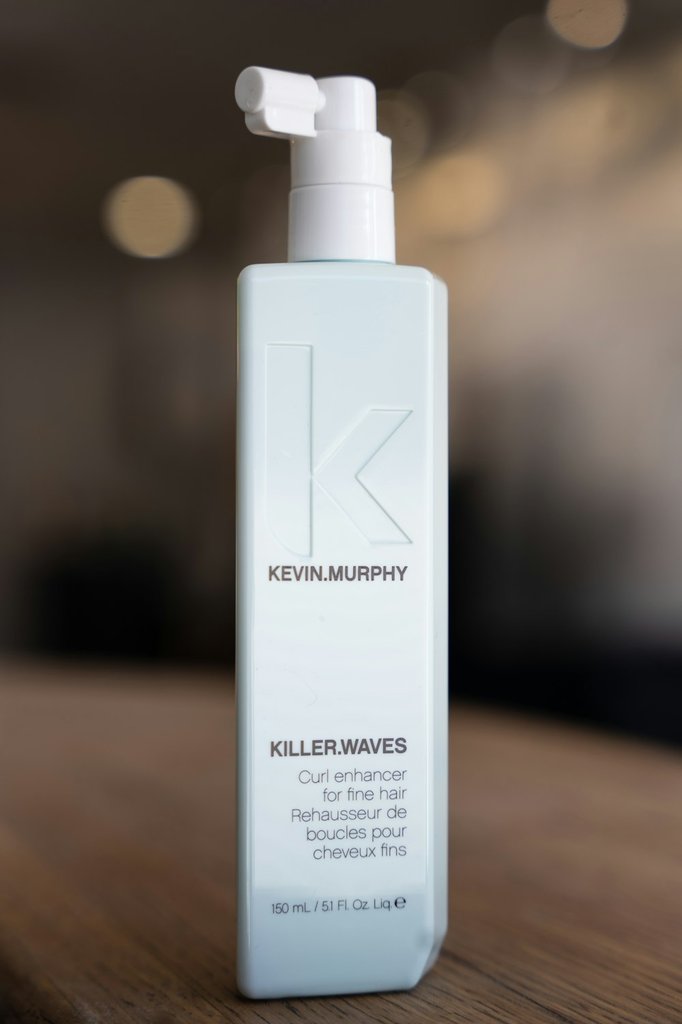 k
KEVIN.MURPHY
KILLER.WAVES
Curl enhancer
for fine hair
Rehausseur de
boucles pour
cheveux fins
150 mL / 5.1 Fl. Oz. Liq ℮